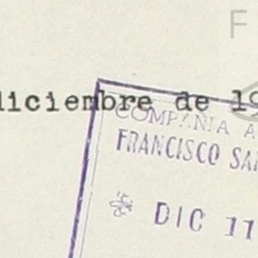 F
diciembre de 19
COMPAÑIA A
FRANCISCO SA
DIC 11